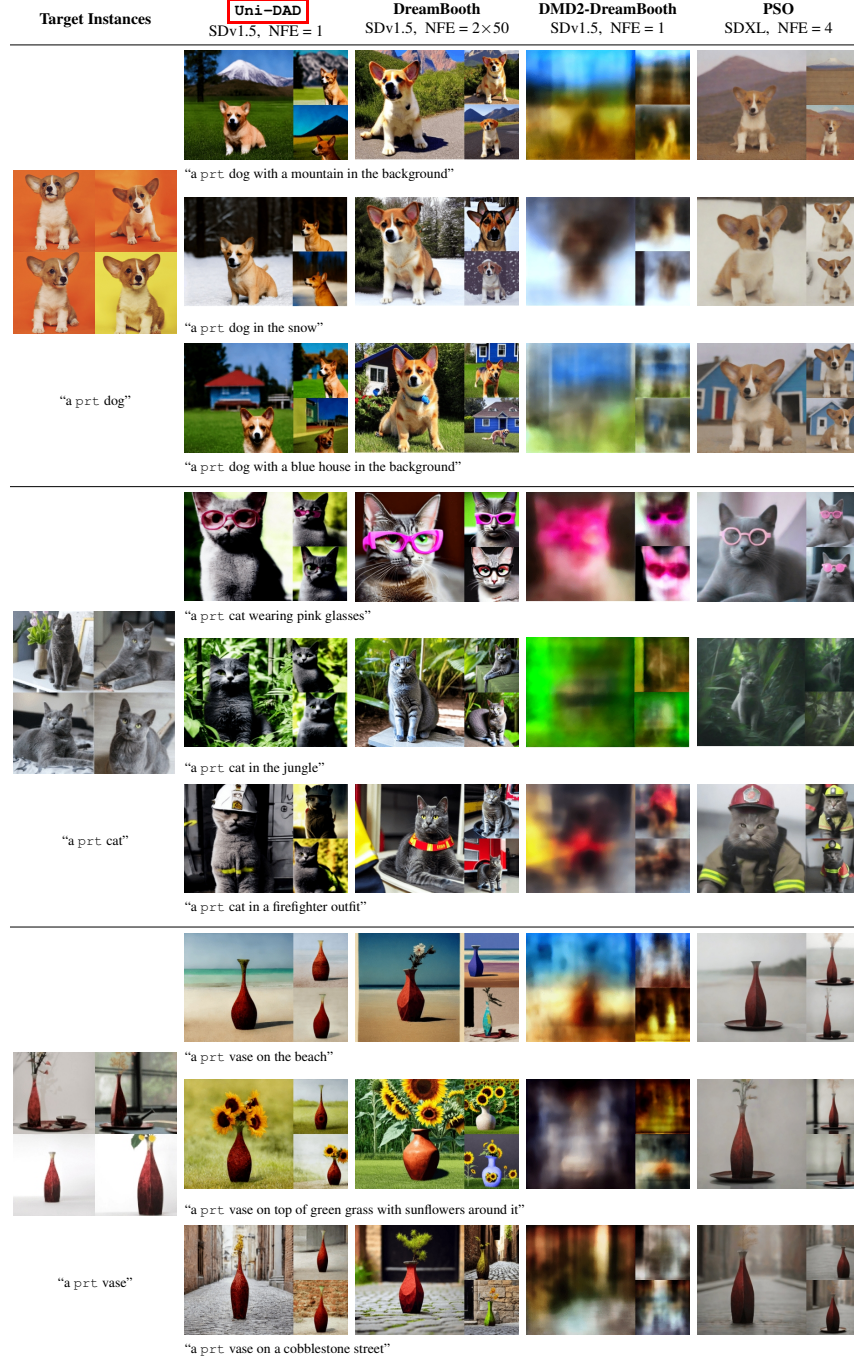 Target Instances
Uni-DAD
SDv1.5, NFE = 1
DreamBooth
SDv1.5, NFE = 2×50
DMD2-DreamBooth
SDv1.5, NFE = 1
PSO
SDXL, NFE = 4
“a prt dog with a mountain in the background”
“a prt dog in the snow”
“a prt dog”
“a prt dog with a blue house in the background”
“a prt cat wearing pink glasses”
“a prt cat in the jungle”
“a prt cat”
“a prt cat in a firefighter outfit”
“a prt vase on the beach”
“a prt vase on top of green grass with sunflowers around it”
“a prt vase”
“a prt vase on a cobblestone street”